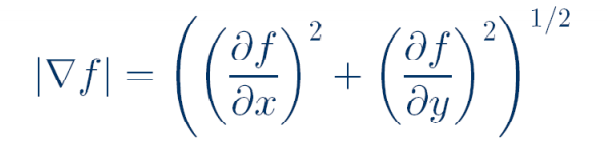 |∇f| = ((∂f/∂x)² + (∂f/∂y)²)^{1/2}